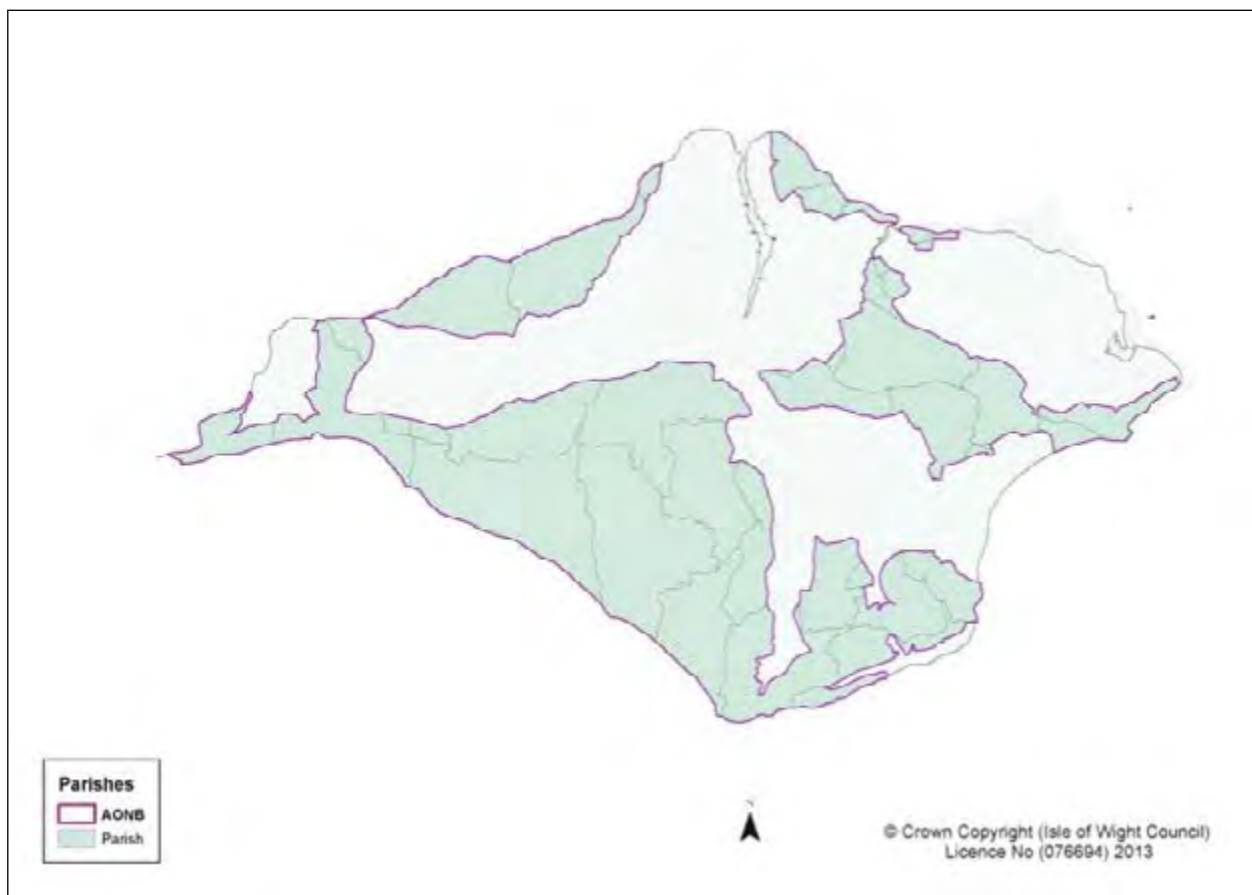 Parishes
AONB
Parish
© Crown Copyright (Isle of Wight Council)
Licence No (076694) 2013